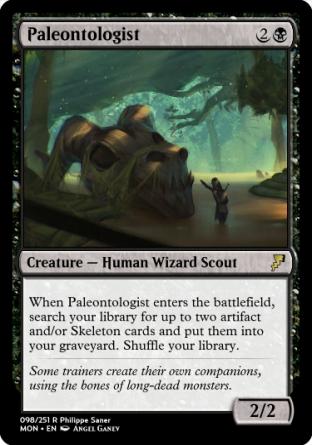 Paleontologist 2
Creature — Human Wizard Scout
When Paleontologist enters the battlefield,
search your library for up to two artifact
and/or Skeleton cards and put them into
your graveyard. Shuffle your library.
Some trainers create their own companions,
using the bones of long-dead monsters.
2/2
098/251 R Philippe Saner
MON • EN Angel Ganev